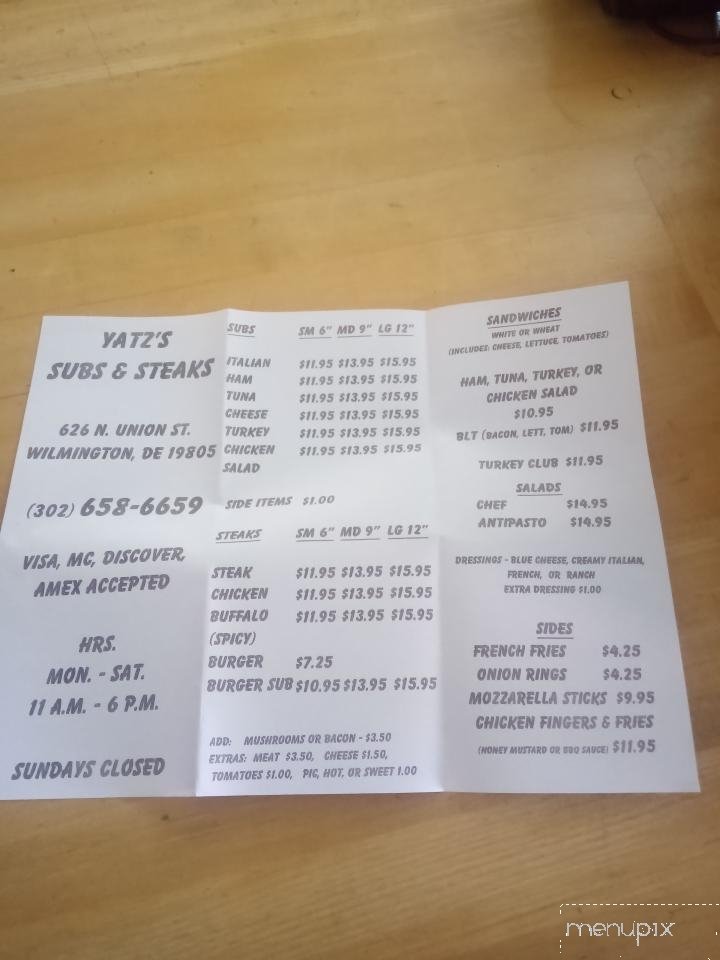 YATZ'S
SUBS & STEAKS
626 N. UNION ST.
WILMINGTON, DE 19805
(302) 658-6659
VISA, MC, DISCOVER,
AMEX ACCEPTED
HRS.
MON. - SAT.
11 A.M. - 6 P.M.
SUNDAYS CLOSED
SUBS SM 6" MD 9" LG 12"
ITALIAN $11.95 $13.95 $15.95
HAM $11.95 $13.95 $15.95
TUNA $11.95 $13.95 $15.95
CHEESE $11.95 $13.95 $15.95
TURKEY $11.95 $13.95 $15.95
CHICKEN $11.95 $13.95 $15.95
SALAD
SIDE ITEMS $1.00
STEAKS SM 6" MD 9" LG 12"
STEAK $11.95 $13.95 $15.95
CHICKEN $11.95 $13.95 $15.95
BUFFALO $11.95 $13.95 $15.95
(SPICY)
BURGER $7.25
BURGER SUB $10.95 $13.95 $15.95
ADD: MUSHROOMS OR BACON - $3.50
EXTRAS: MEAT $3.50, CHEESE $1.50,
TOMATOES $1.00, PIC, HOT, OR SWEET 1.00
SANDWICHES
WHITE OR WHEAT
(INCLUDES: CHEESE, LETTUCE, TOMATOES)
HAM, TUNA, TURKEY, OR
CHICKEN SALAD
$10.95
BLT (BACON, LETT, TOM) $11.95
TURKEY CLUB $11.95
SALADS
CHEF $14.95
ANTIPASTO $14.95
DRESSINGS - BLUE CHEESE, CREAMY ITALIAN,
FRENCH, OR RANCH
EXTRA DRESSING $1.00
SIDES
FRENCH FRIES $4.25
ONION RINGS $4.25
MOZZARELLA STICKS $9.95
CHICKEN FINGERS & FRIES
(HONEY MUSTARD OR BBQ SAUCE) $11.95
menupix